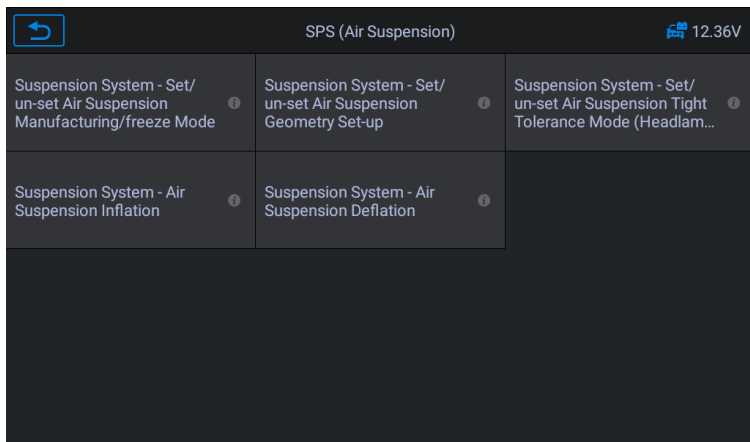 SPS (Air Suspension)
12.36V
Suspension System - Set/
un-set Air Suspension
Manufacturing/freeze Mode
Suspension System - Set/
un-set Air Suspension
Geometry Set-up
Suspension System - Set/
un-set Air Suspension Tight
Tolerance Mode (Headlam...
Suspension System - Air
Suspension Inflation
Suspension System - Air
Suspension Deflation